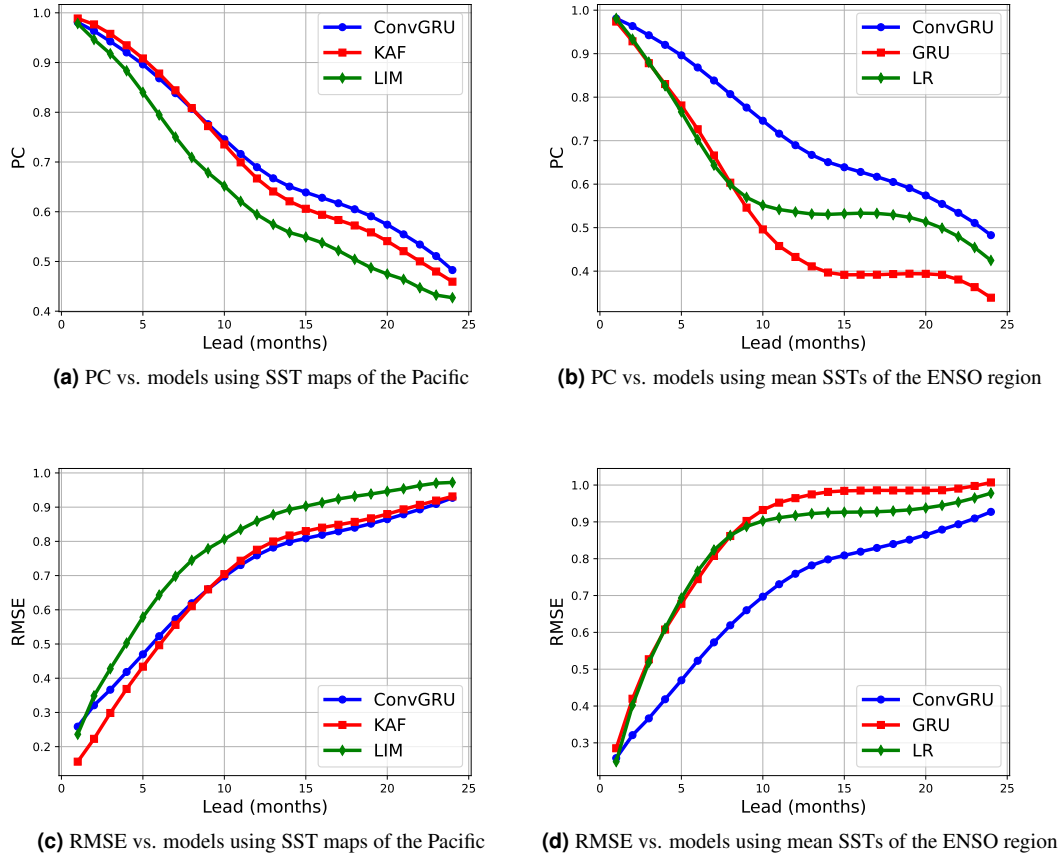 1.0
0.9
0.8
0.7
0.6
0.5
0.4
PC
0 5 10 15 20 25
Lead (months)
ConvGRU
KAF
LIM
(a) PC vs. models using SST maps of the Pacific
1.0
0.9
0.8
0.7
0.6
0.5
0.4
PC
0 5 10 15 20 25
Lead (months)
ConvGRU
GRU
LR
(b) PC vs. models using mean SSTs of the ENSO region
1.0
0.9
0.8
0.7
0.6
0.5
0.4
0.3
0.2
RMSE
0 5 10 15 20 25
Lead (months)
ConvGRU
KAF
LIM
(c) RMSE vs. models using SST maps of the Pacific
1.0
0.9
0.8
0.7
0.6
0.5
0.4
0.3
RMSE
0 5 10 15 20 25
Lead (months)
ConvGRU
GRU
LR
(d) RMSE vs. models using mean SSTs of the ENSO region